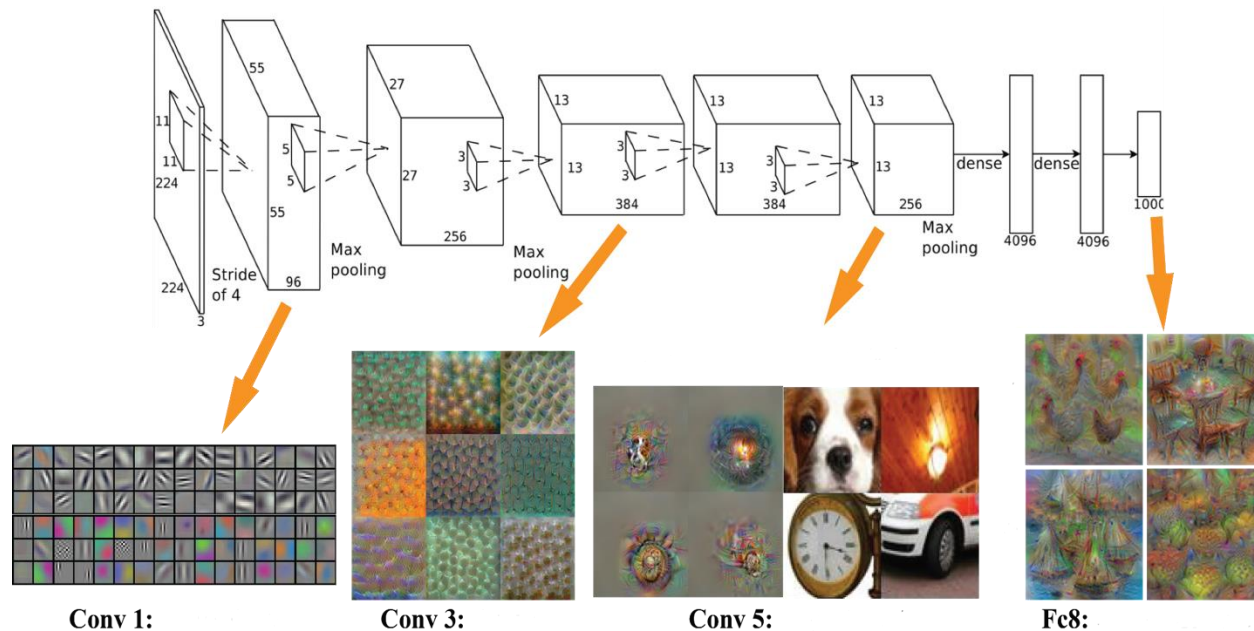 11
11
224
224
3
Stride
of 4
55
55
96
5
5
Max
pooling
27
27
256
3
3
Max
pooling
13
13
384
3
3
13
13
384
3
3
13
13
256
Max
pooling
dense
4096
dense
4096
1000
Conv 1:
Conv 3:
Conv 5:
Fc8: